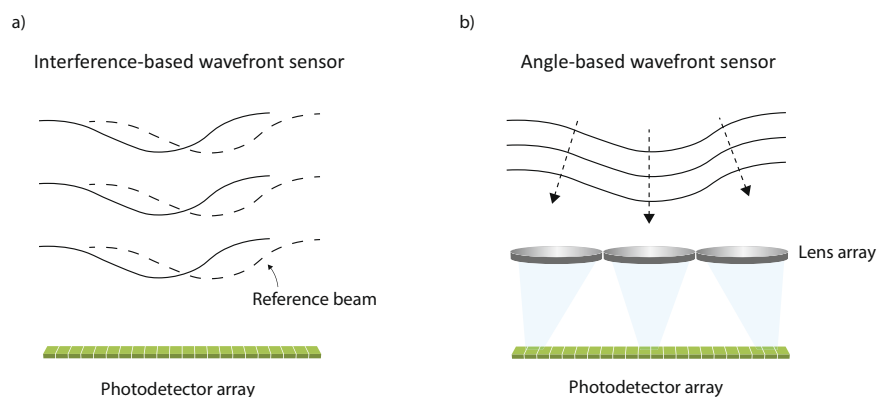 a)
Interference-based wavefront sensor
Reference beam
Photodetector array
b)
Angle-based wavefront sensor
Lens array
Photodetector array